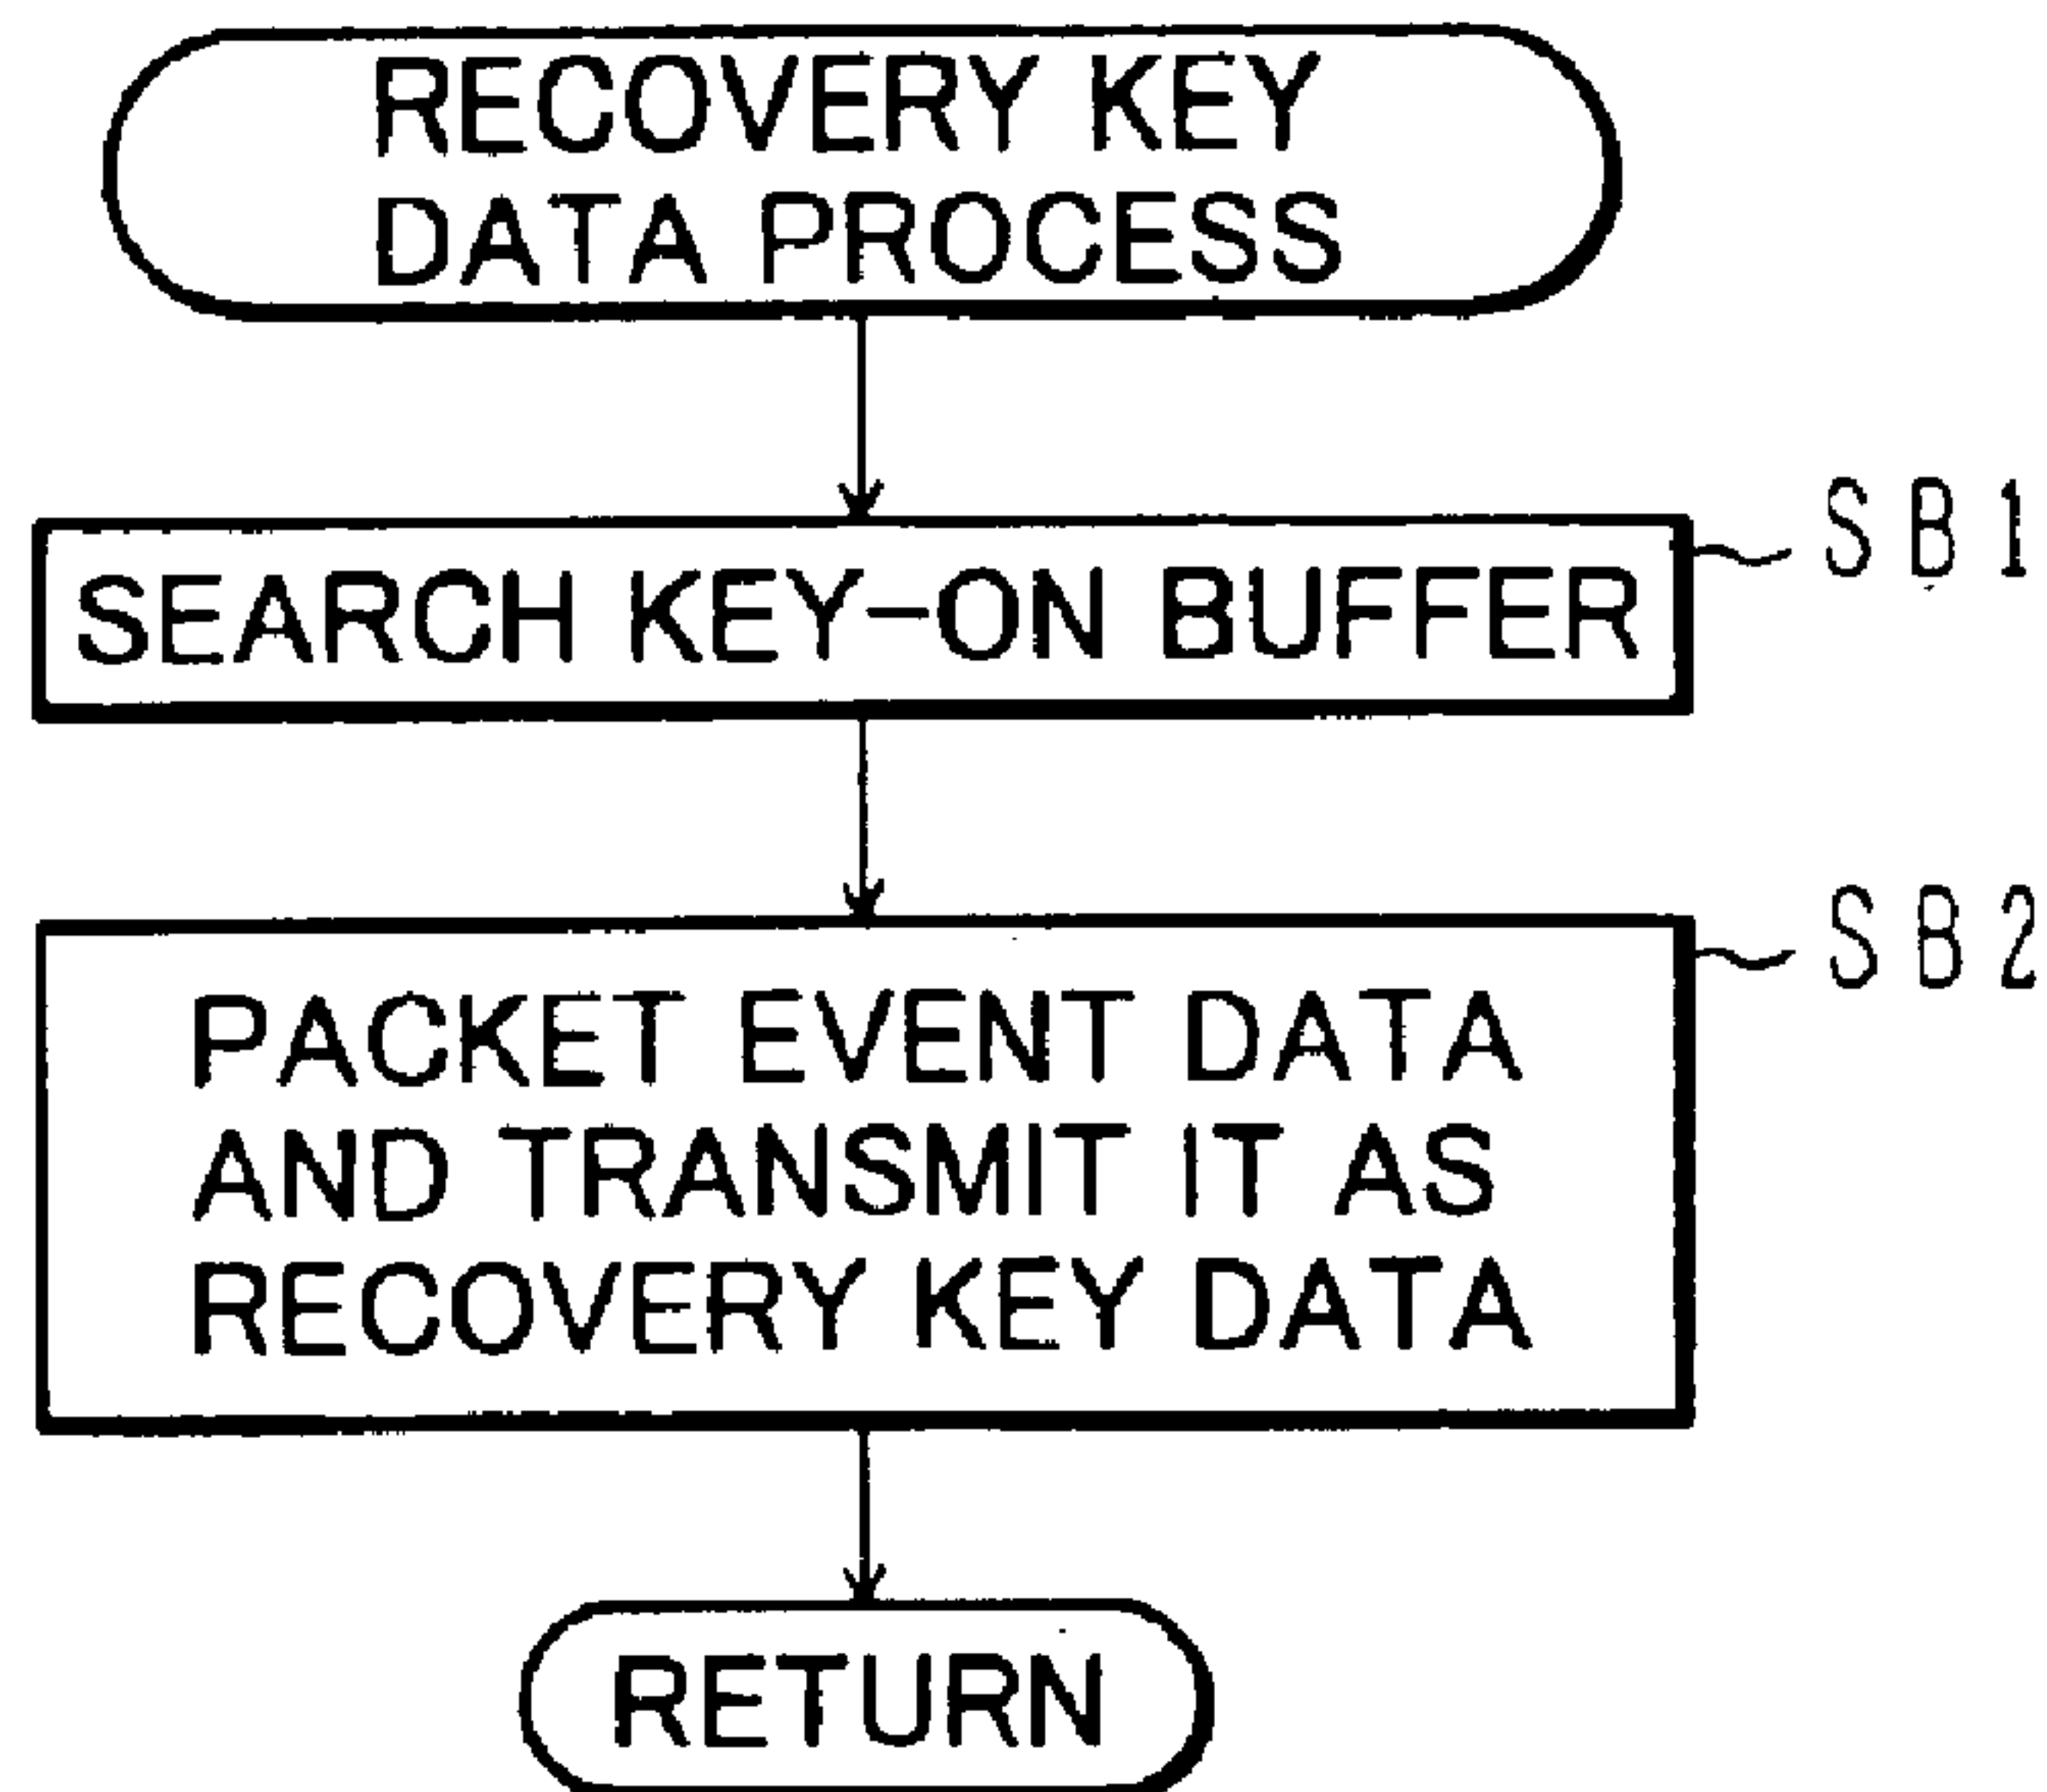 RECOVERY KEY
DATA PROCESS
SEARCH KEY-ON BUFFER
SB1
PACKET EVENT DATA
AND TRANSMIT IT AS
RECOVERY KEY DATA
SB2
RETURN